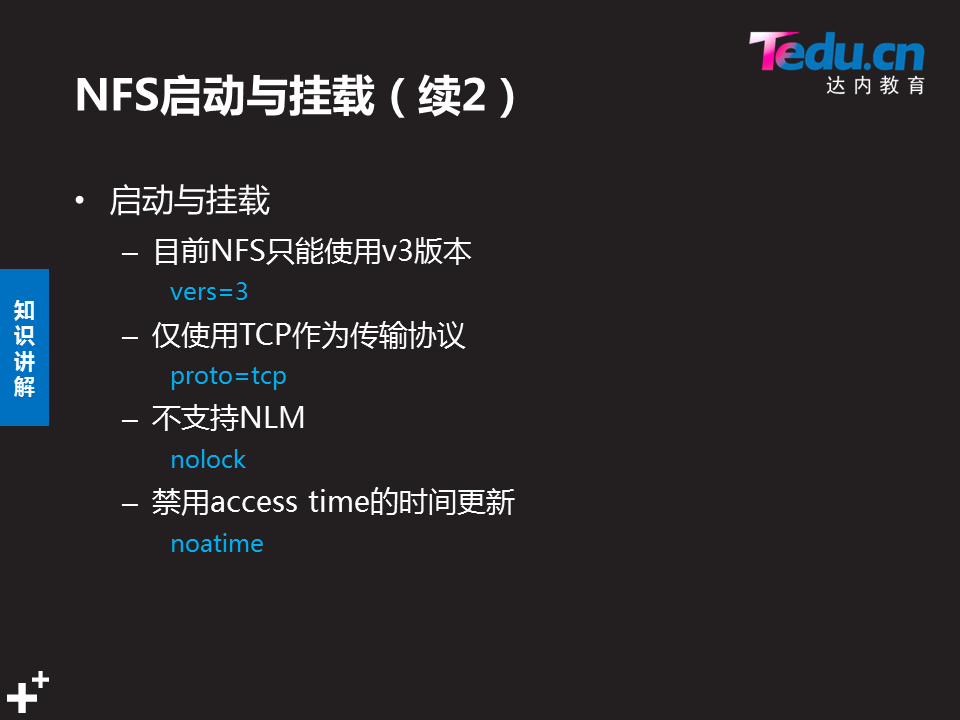 Tedu.cn
达内教育
NFS启动与挂载（续2）
• 启动与挂载
– 目前NFS只能使用v3版本
vers=3
– 仅使用TCP作为传输协议
proto=tcp
– 不支持NLM
nolock
– 禁用access time的时间更新
noatime
知识讲解